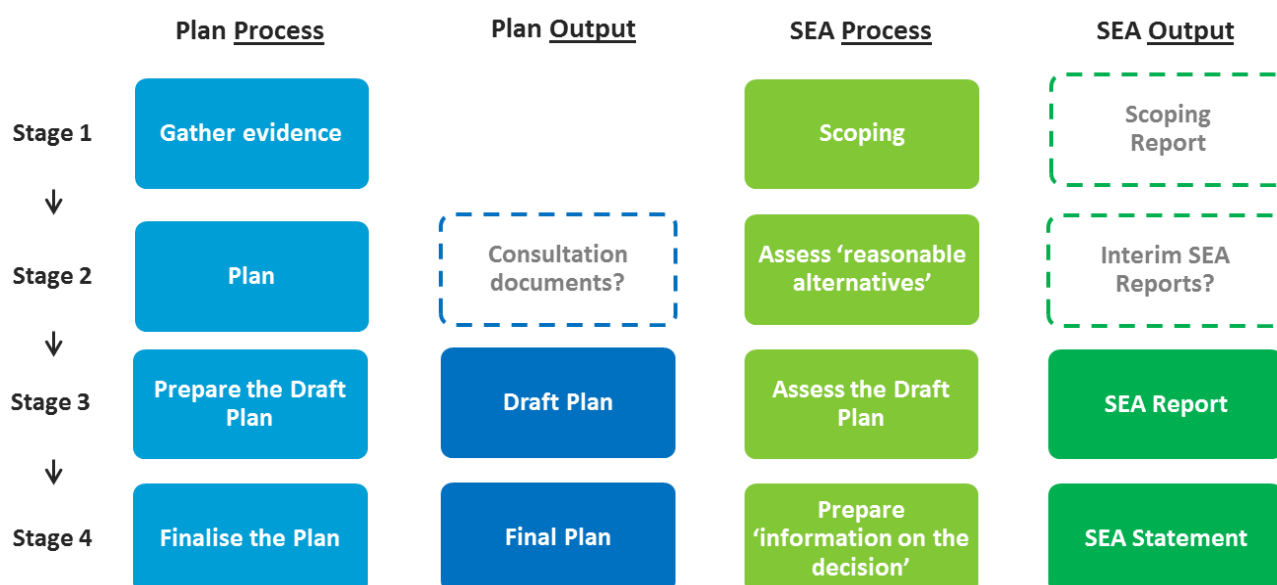 Plan Process
Plan Output
SEA Process
SEA Output
Stage 1
Gather evidence
Scoping
Scoping
Report
Stage 2
Plan
Consultation
documents?
Assess ‘reasonable
alternatives’
Interim SEA
Reports?
Stage 3
Prepare the Draft
Plan
Draft Plan
Assess the Draft
Plan
SEA Report
Stage 4
Finalise the Plan
Final Plan
Prepare
‘information on the
decision’
SEA Statement